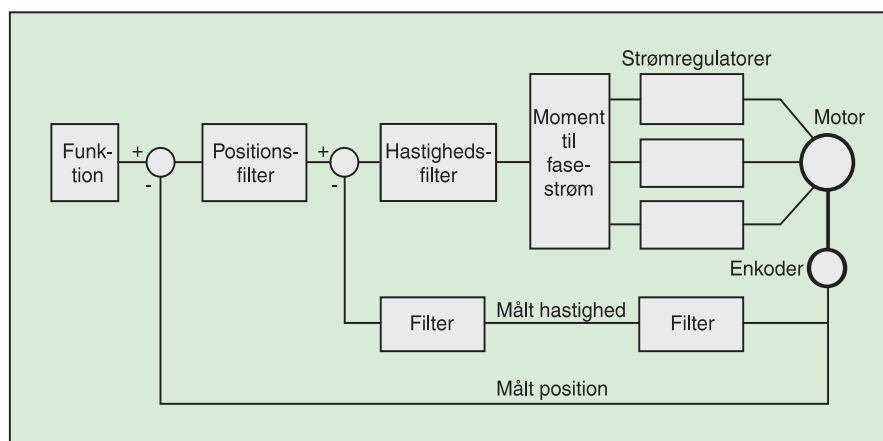 Strømregulatorer
Motor
Funk-
tion
+
-
Positions-
filter
+
-
Hastigheds-
filter
Moment
til
fase-
strøm
Enkoder
Filter
Målt hastighed
Filter
Målt position